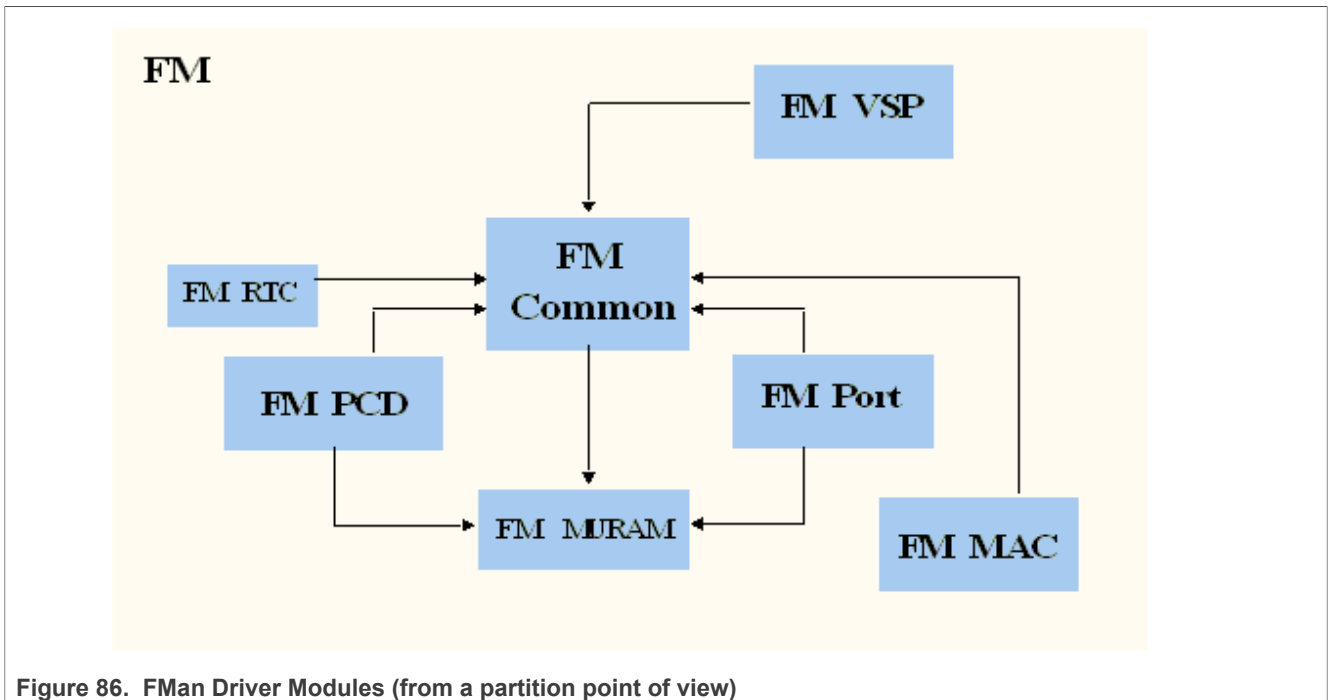 FM
FM VSP
FM
Common
FM RTC
FM PCD
FM Port
FM MURAM
FM MAC
Figure 86. FMan Driver Modules (from a partition point of view)